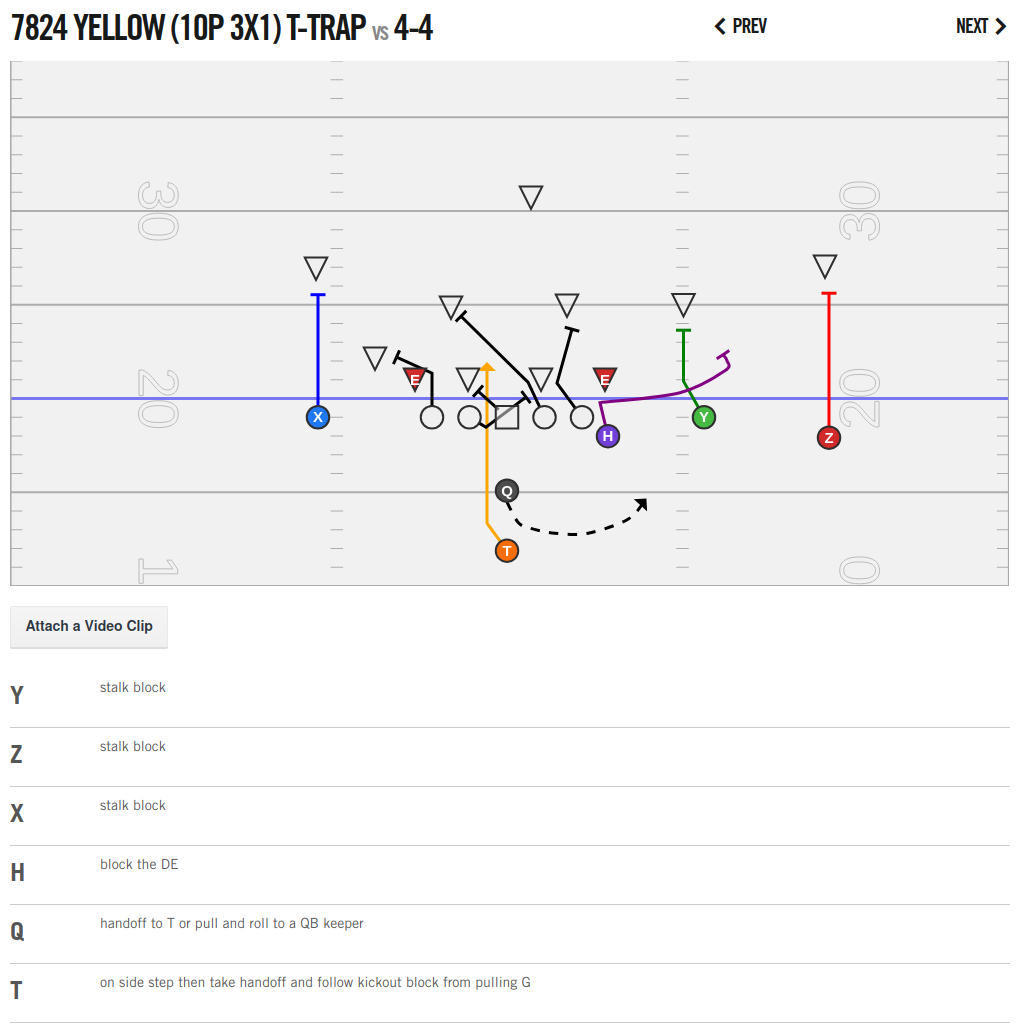 7824 YELLOW (10P 3X1) T-TRAP VS 4-4
PREV
NEXT
30
30
E
E
20
20
X
H
Y
Z
Q
T
1
0
Attach a Video Clip
Y stalk block
Z stalk block
X stalk block
H block the DE
Q handoff to T or pull and roll to a QB keeper
T on side step then take handoff and follow kickout block from pulling G